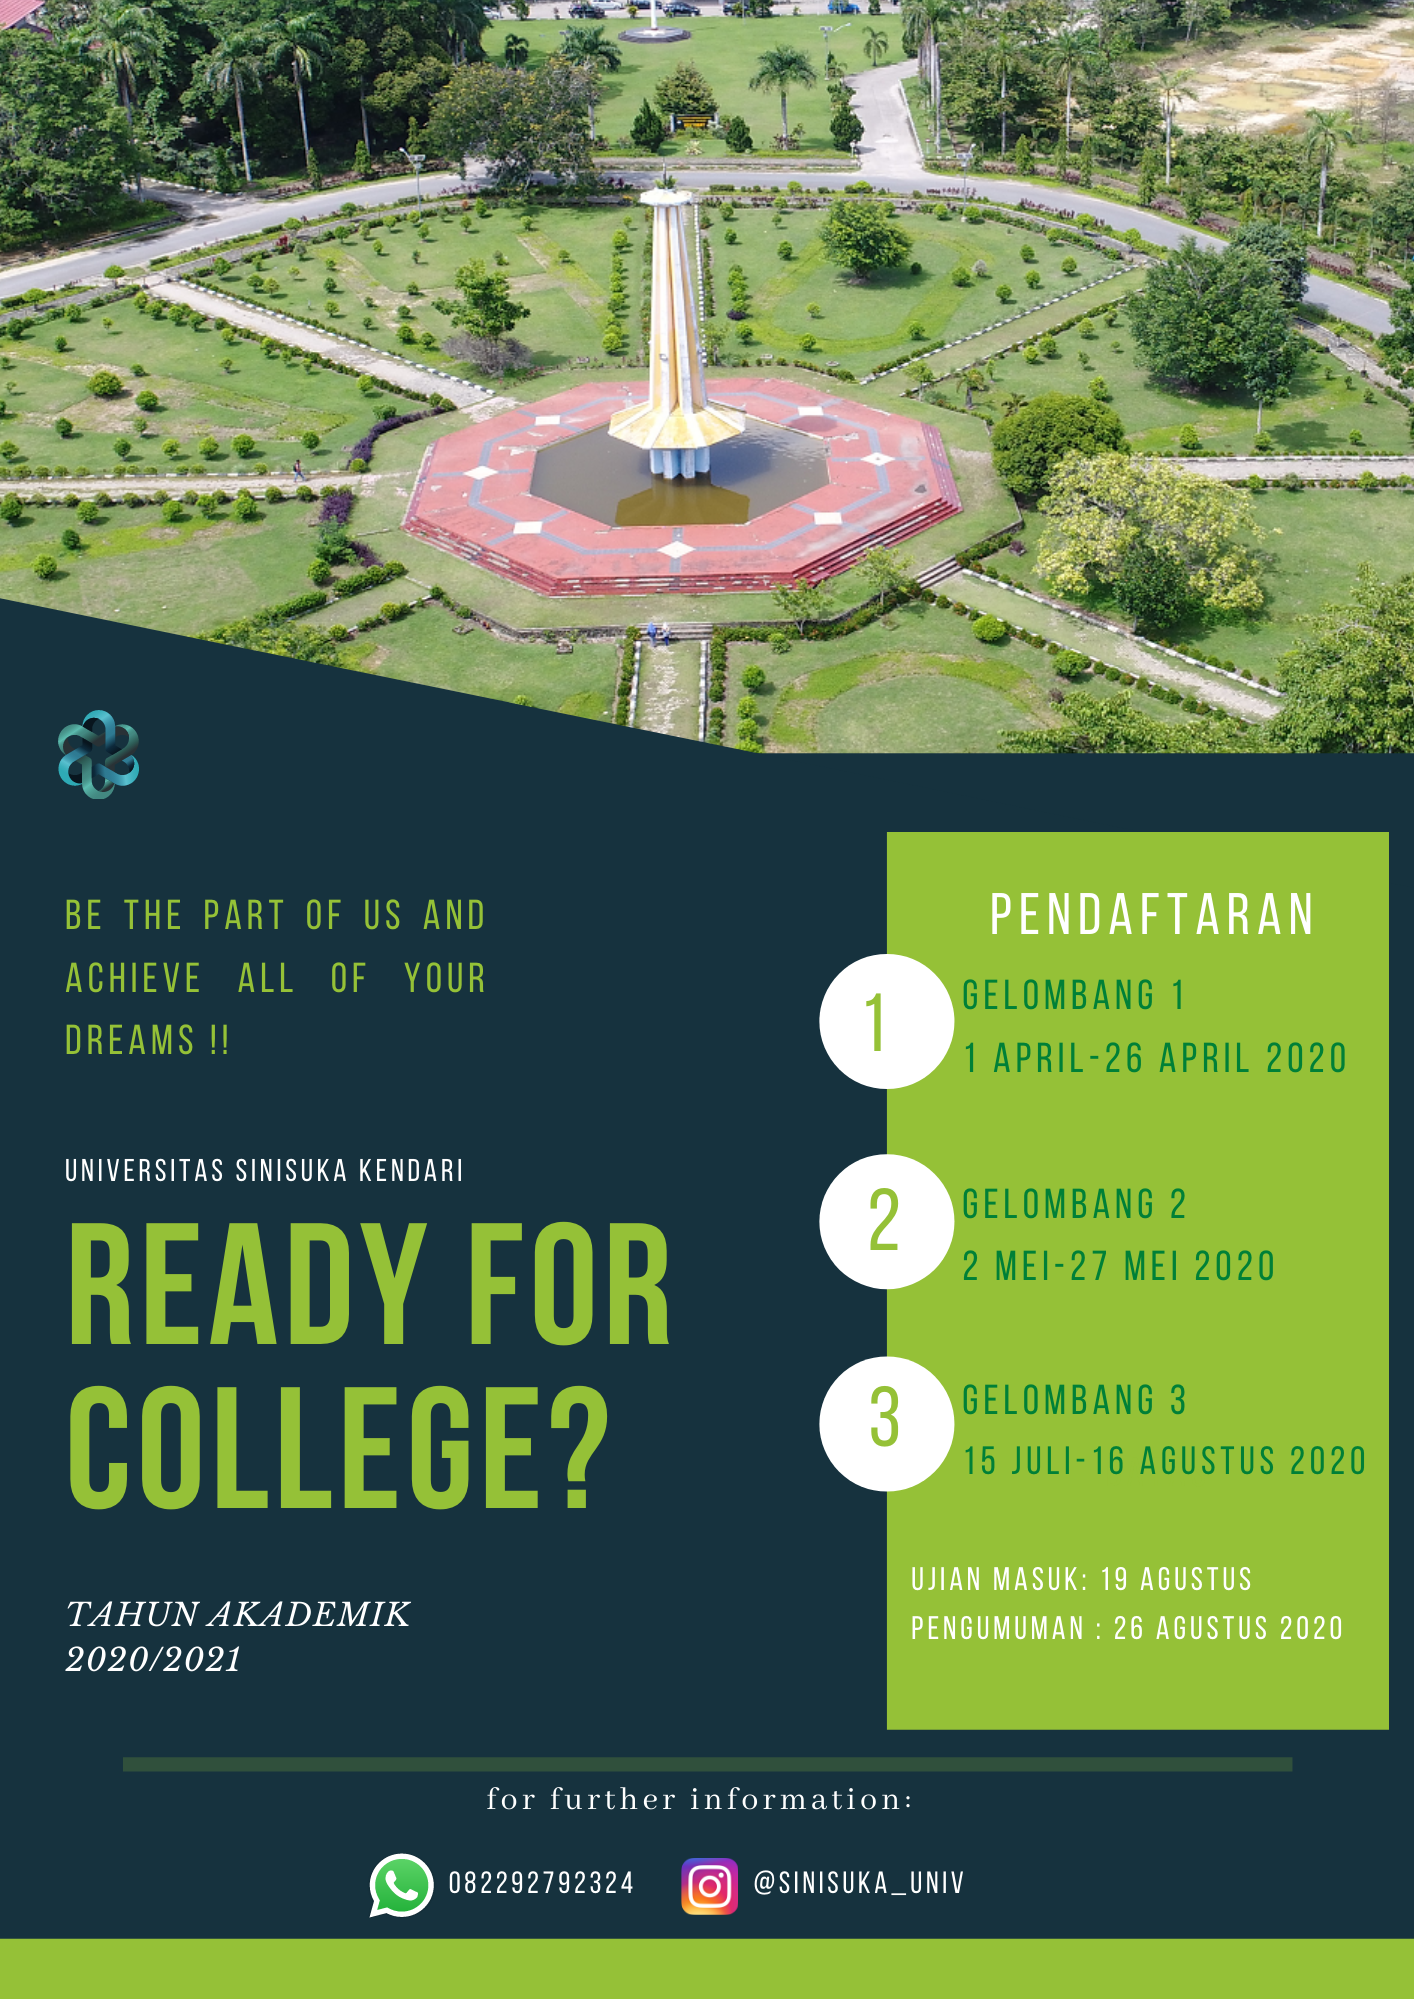 BE THE PART OF US AND
ACHIEVE ALL OF YOUR
DREAMS !!
UNIVERSITAS SINISUKA KENDARI
READY FOR
COLLEGE?
TAHUN AKADEMIK
2020/2021
PENDAFTARAN
1
GELOMBANG 1
1 APRIL-26 APRIL 2020
2
GELOMBANG 2
2 MEI-27 MEI 2020
3
GELOMBANG 3
15 JULI-16 AGUSTUS 2020
UJIAN MASUK: 19 AGUSTUS
PENGUMUMAN : 26 AGUSTUS 2020
for further information:
082292792324
@SINISUKA_UNIV